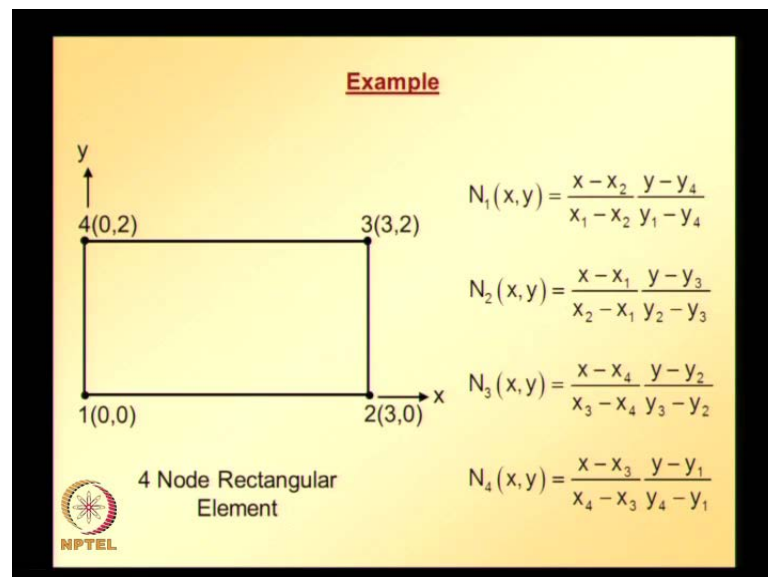 Example
y
4(0,2)
3(3,2)
1(0,0)
2(3,0)
x
4 Node Rectangular
Element
N₁(x,y) = (x − x₂)/(x₁ − x₂) (y − y₄)/(y₁ − y₄)
N₂(x,y) = (x − x₁)/(x₂ − x₁) (y − y₃)/(y₂ − y₃)
N₃(x,y) = (x − x₄)/(x₃ − x₄) (y − y₂)/(y₃ − y₂)
N₄(x,y) = (x − x₃)/(x₄ − x₃) (y − y₁)/(y₄ − y₁)
NPTEL